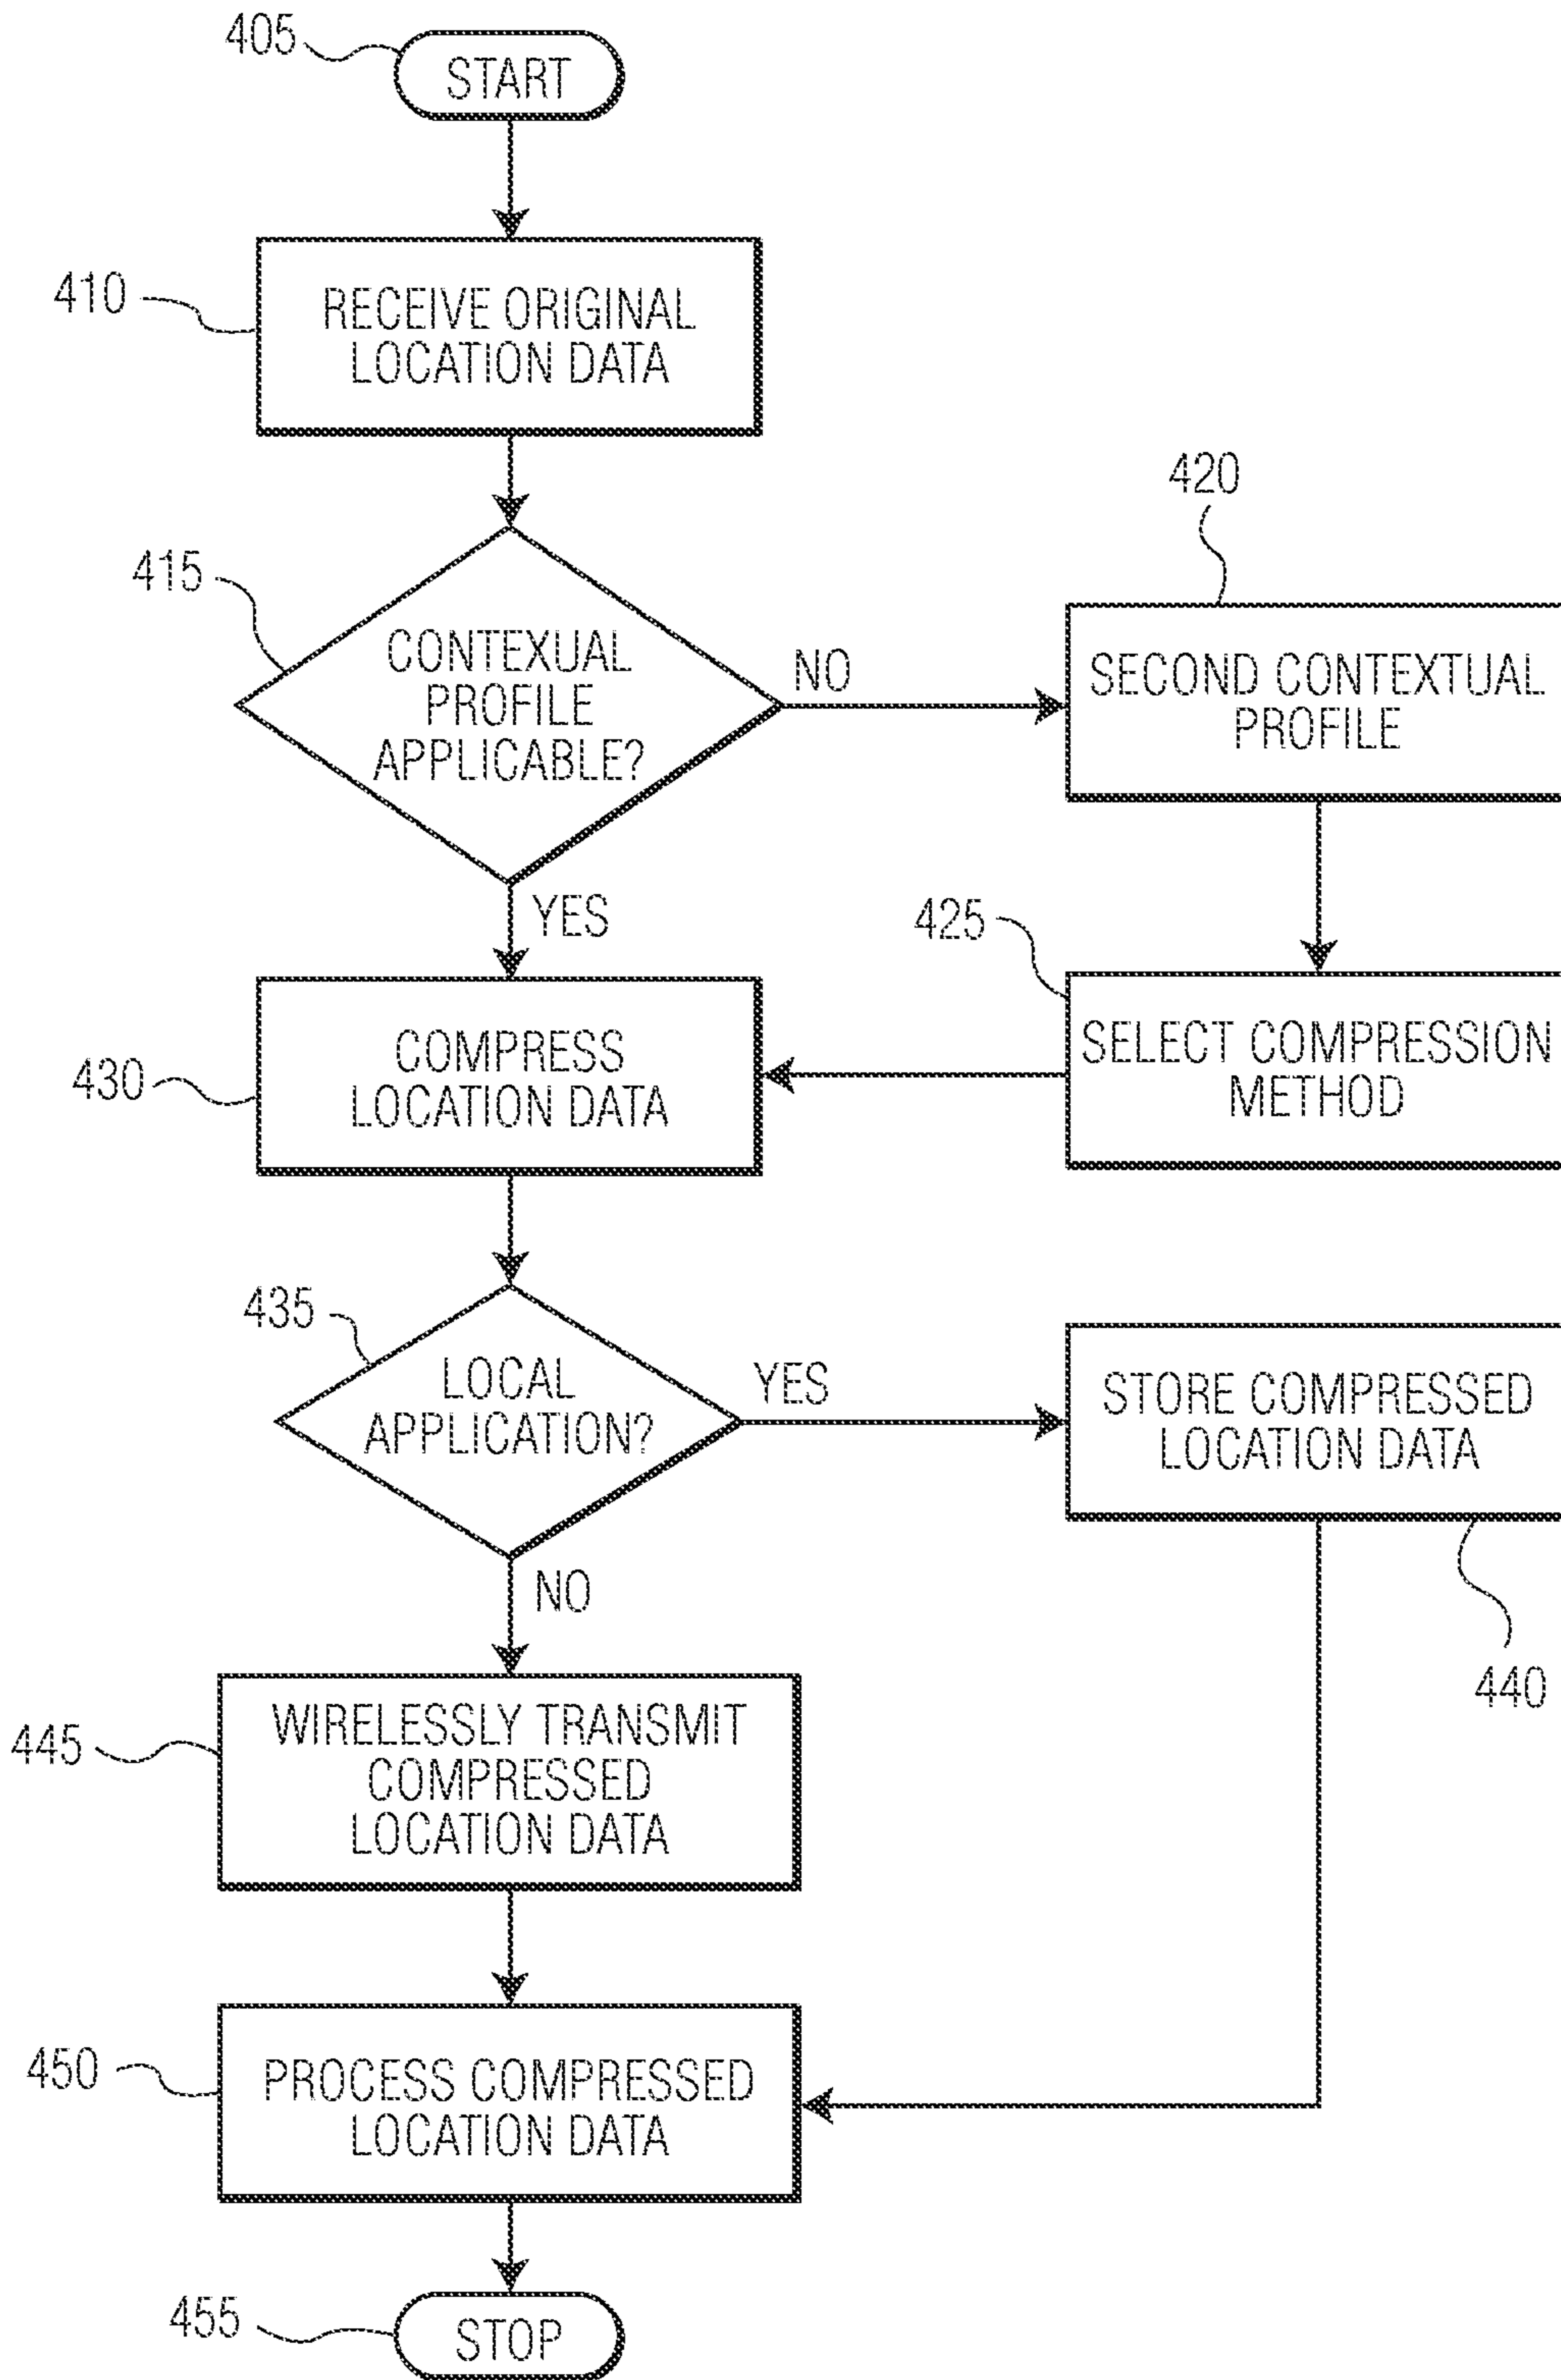 405
START
410
RECEIVE ORIGINAL
LOCATION DATA
415
CONTEXUAL
PROFILE
APPLICABLE?
NO
420
SECOND CONTEXTUAL
PROFILE
YES
425
SELECT COMPRESSION
METHOD
430
COMPRESS
LOCATION DATA
435
LOCAL
APPLICATION?
YES
STORE COMPRESSED
LOCATION DATA
440
NO
445
WIRELESSLY TRANSMIT
COMPRESSED
LOCATION DATA
450
PROCESS COMPRESSED
LOCATION DATA
455
STOP